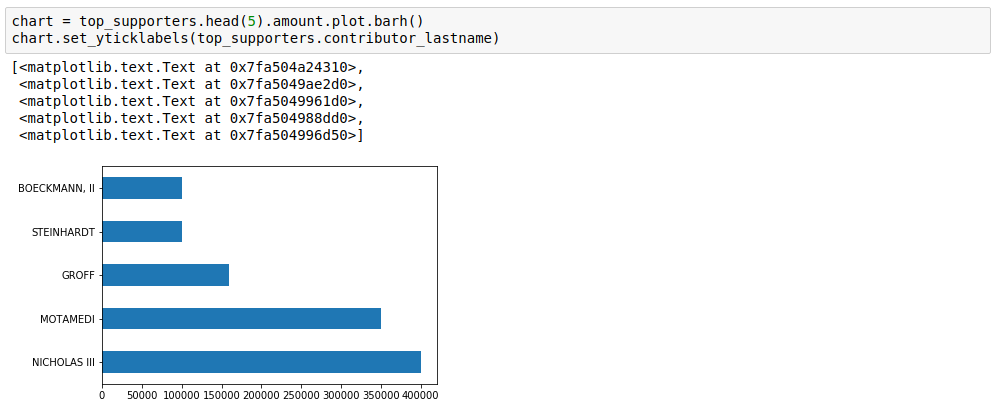 chart = top_supporters.head(5).amount.plot.barh()
chart.set_yticklabels(top_supporters.contributor_lastname)
[<matplotlib.text.Text at 0x7fa504a24310>,
<matplotlib.text.Text at 0x7fa5049ae2d0>,
<matplotlib.text.Text at 0x7fa5049961d0>,
<matplotlib.text.Text at 0x7fa504988dd0>,
<matplotlib.text.Text at 0x7fa504996d50>]
BOECKMANN, II
STEINHARDT
GROFF
MOTAMEDI
NICHOLAS III
0 50000 100000 150000 200000 250000 300000 350000 400000